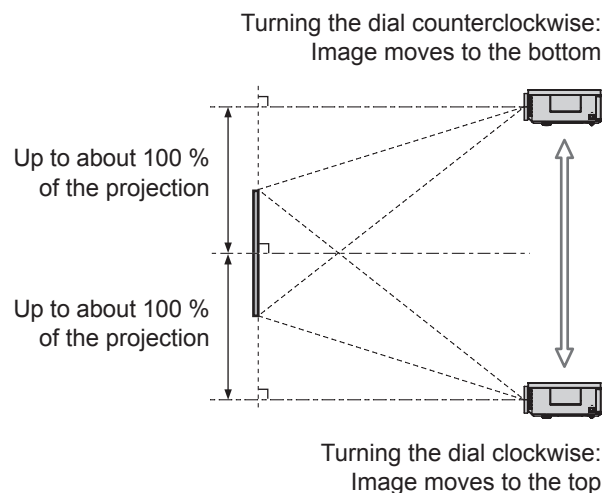 Turning the dial counterclockwise:
Image moves to the bottom
Up to about 100 %
of the projection
Up to about 100 %
of the projection
Turning the dial clockwise:
Image moves to the top